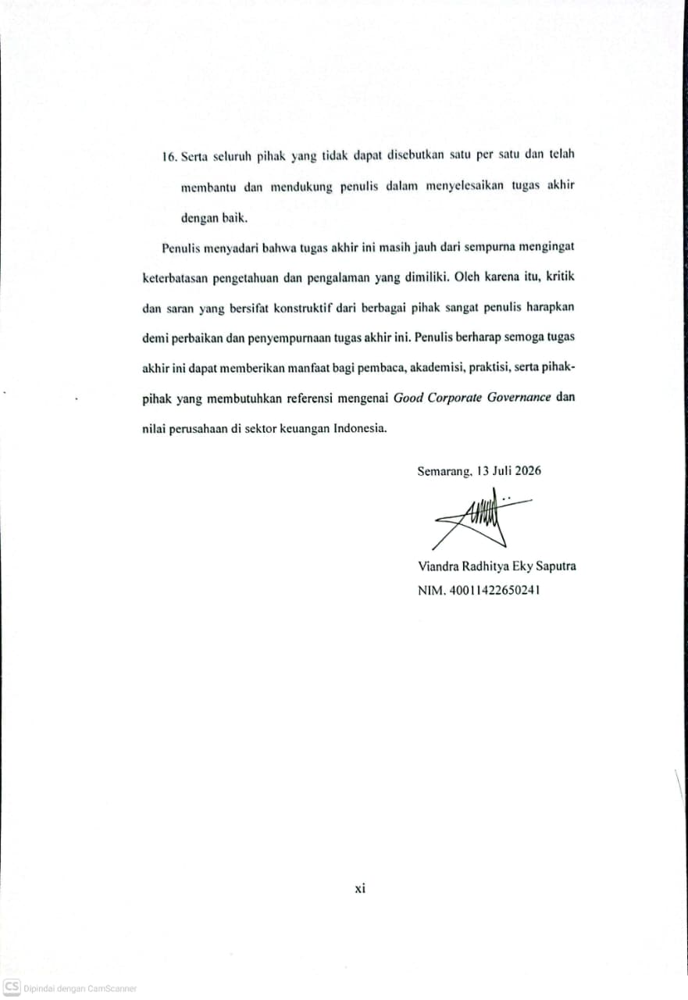 16. Serta seluruh pihak yang tidak dapat disebutkan satu per satu dan telah
membantu dan mendukung penulis dalam menyelesaikan tugas akhir
dengan baik.
Penulis menyadari bahwa tugas akhir ini masih jauh dari sempurna mengingat
keterbatasan pengetahuan dan pengalaman yang dimiliki. Oleh karena itu, kritik
dan saran yang bersifat konstruktif dari berbagai pihak sangat penulis harapkan
demi perbaikan dan penyempurnaan tugas akhir ini. Penulis berharap semoga tugas
akhir ini dapat memberikan manfaat bagi pembaca, akademisi, praktisi, serta pihak-
pihak yang membutuhkan referensi mengenai Good Corporate Governance dan
nilai perusahaan di sektor keuangan Indonesia.
Semarang, 13 Juli 2026
Viandra Radhitya Eky Saputra
NIM. 40011422650241
xi
CS Dipindai dengan CamScanner